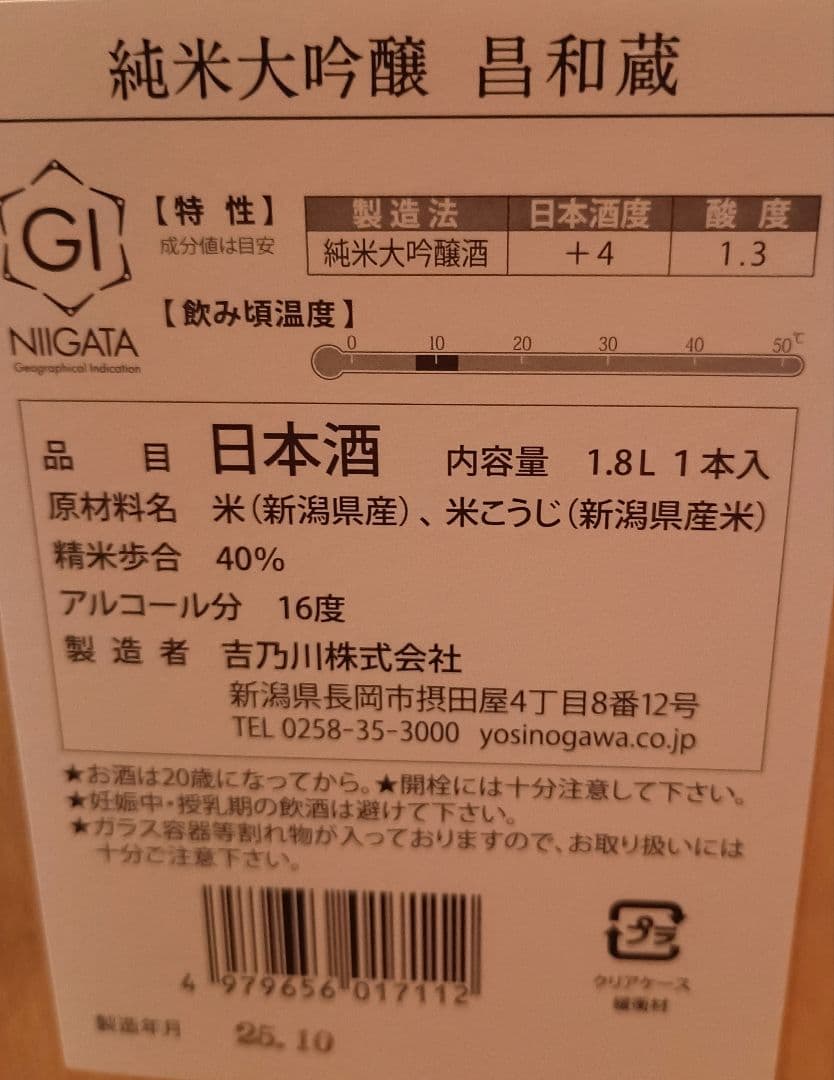 純米大吟醸 昌和蔵
GI
NIIGATA
Geographical Indication
【特 性】
成分値は目安
製造法 日本酒度 酸 度
純米大吟醸酒 +4 1.3
【飲み頃温度】
0 10 20 30 40 50℃
品 目 日本酒 内容量 1.8L 1本入
原材料名 米(新潟県産)、米こうじ(新潟県産米)
精米歩合 40%
アルコール分 16度
製造者 吉乃川株式会社
新潟県長岡市摂田屋4丁目8番12号
TEL 0258-35-3000 yosinogawa.co.jp
★お酒は20歳になってから。★開栓には十分注意して下さい。
★妊娠中・授乳期の飲酒は避けて下さい。
★ガラス容器等割れ物が入っておりますので、お取り扱いには
十分ご注意下さい。
4 979656 017112
プラ
クリアケース
緩衝材
製造年月 25.10